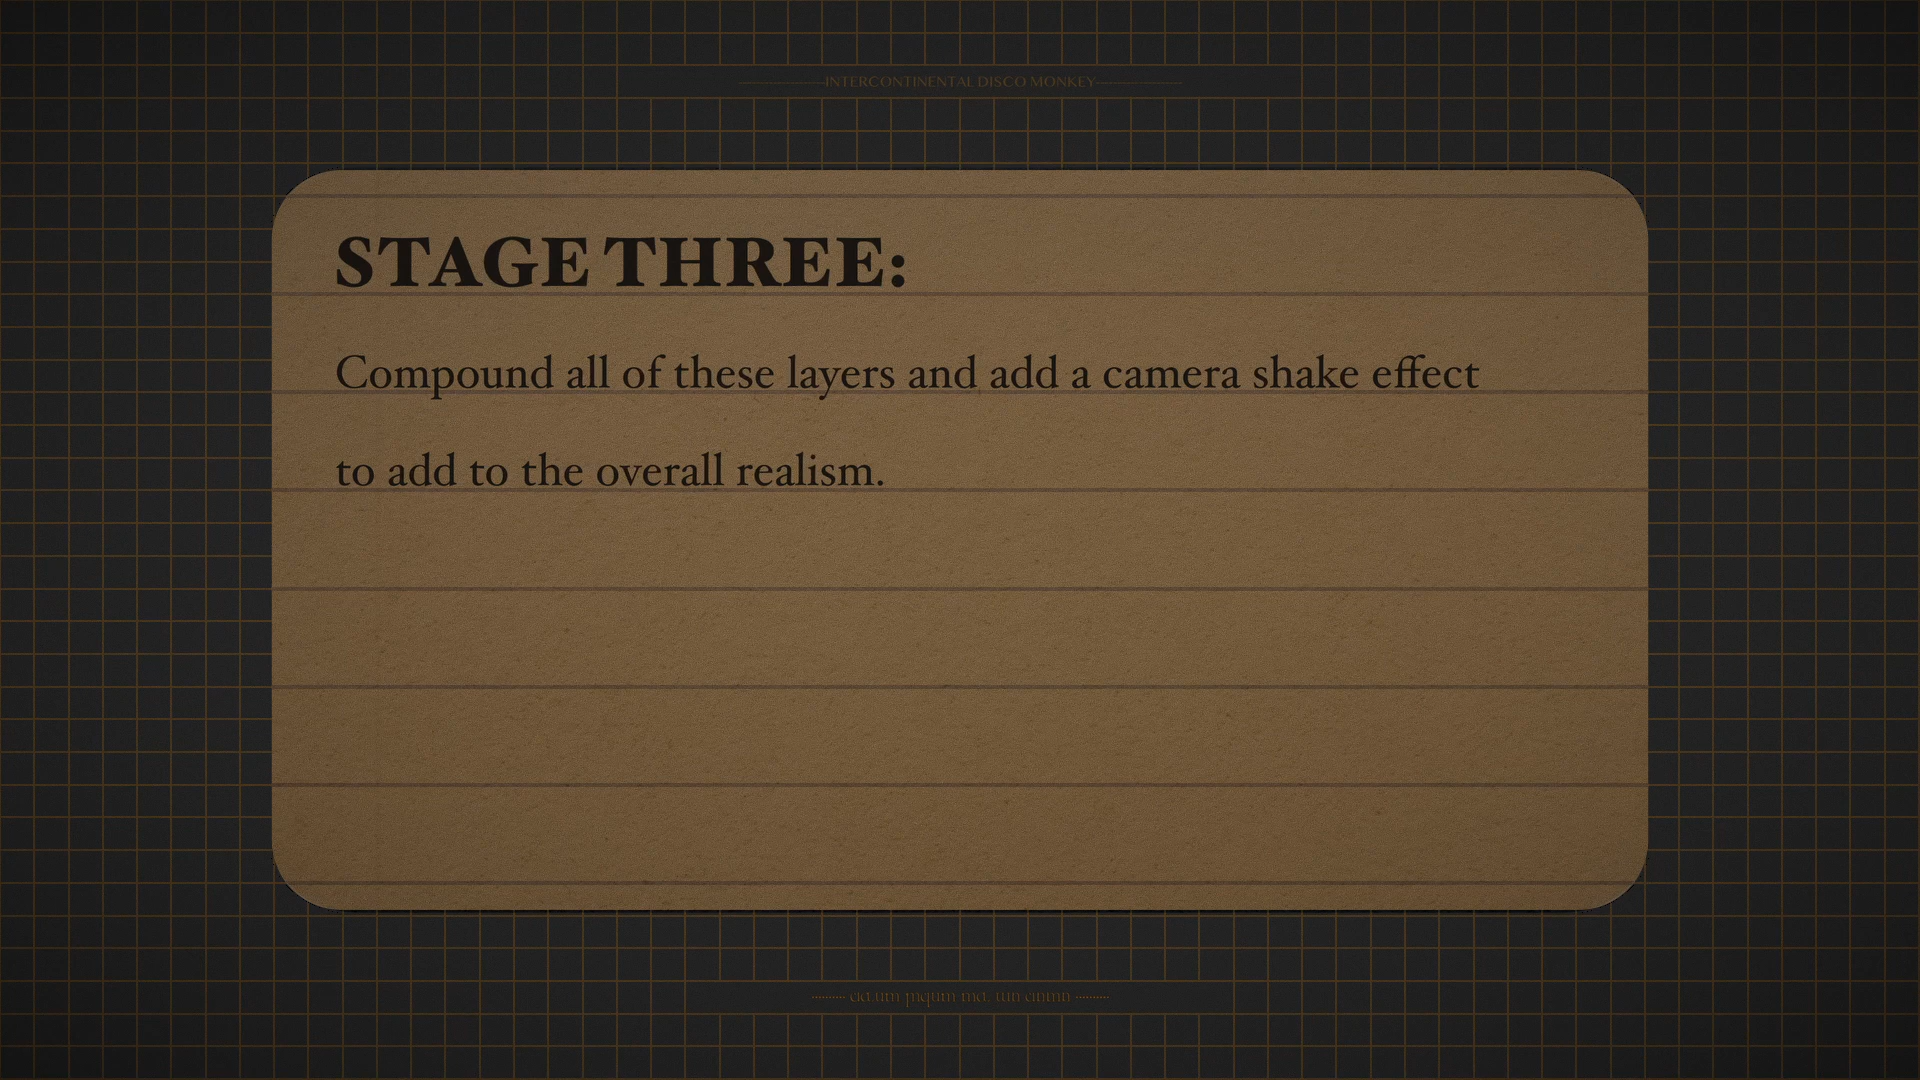 INTERCONTINENTAL DISCO MONKEY
STAGE THREE:
Compound all of these layers and add a camera shake effect
to add to the overall realism.